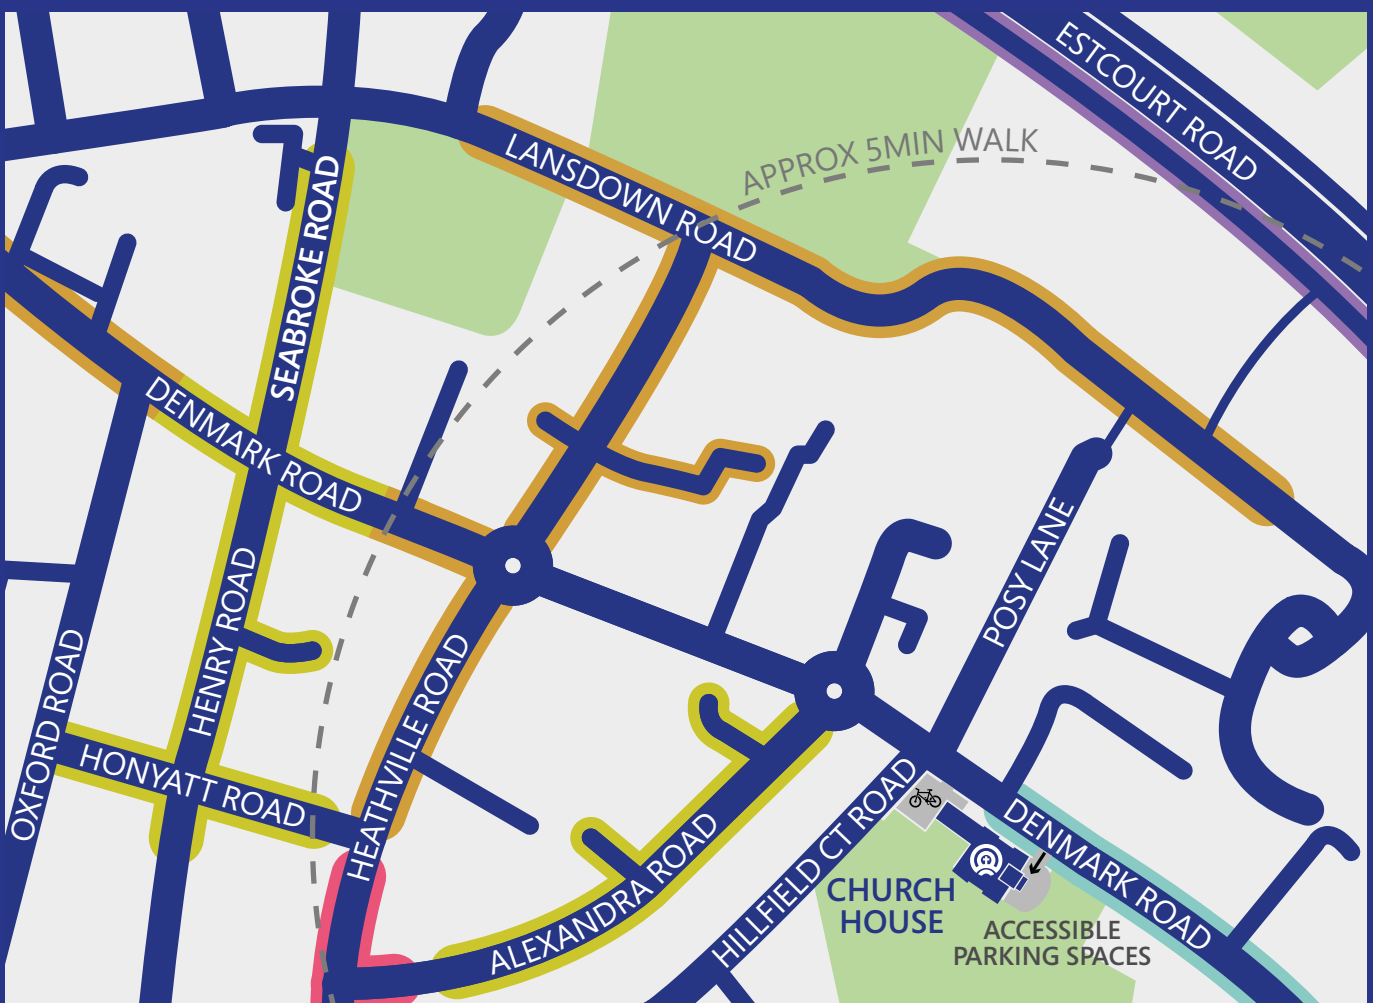 ESTCOURT ROAD
APPROX 5MIN WALK
LANSDOWN ROAD
SEABROKE ROAD
DENMARK ROAD
POSY LANE
HENRY ROAD
OXFORD ROAD
HEATHVILLE ROAD
HONYATT ROAD
HILLFIELD CT ROAD
ALEXANDRA ROAD
DENMARK ROAD
CHURCH
HOUSE
ACCESSIBLE
PARKING SPACES